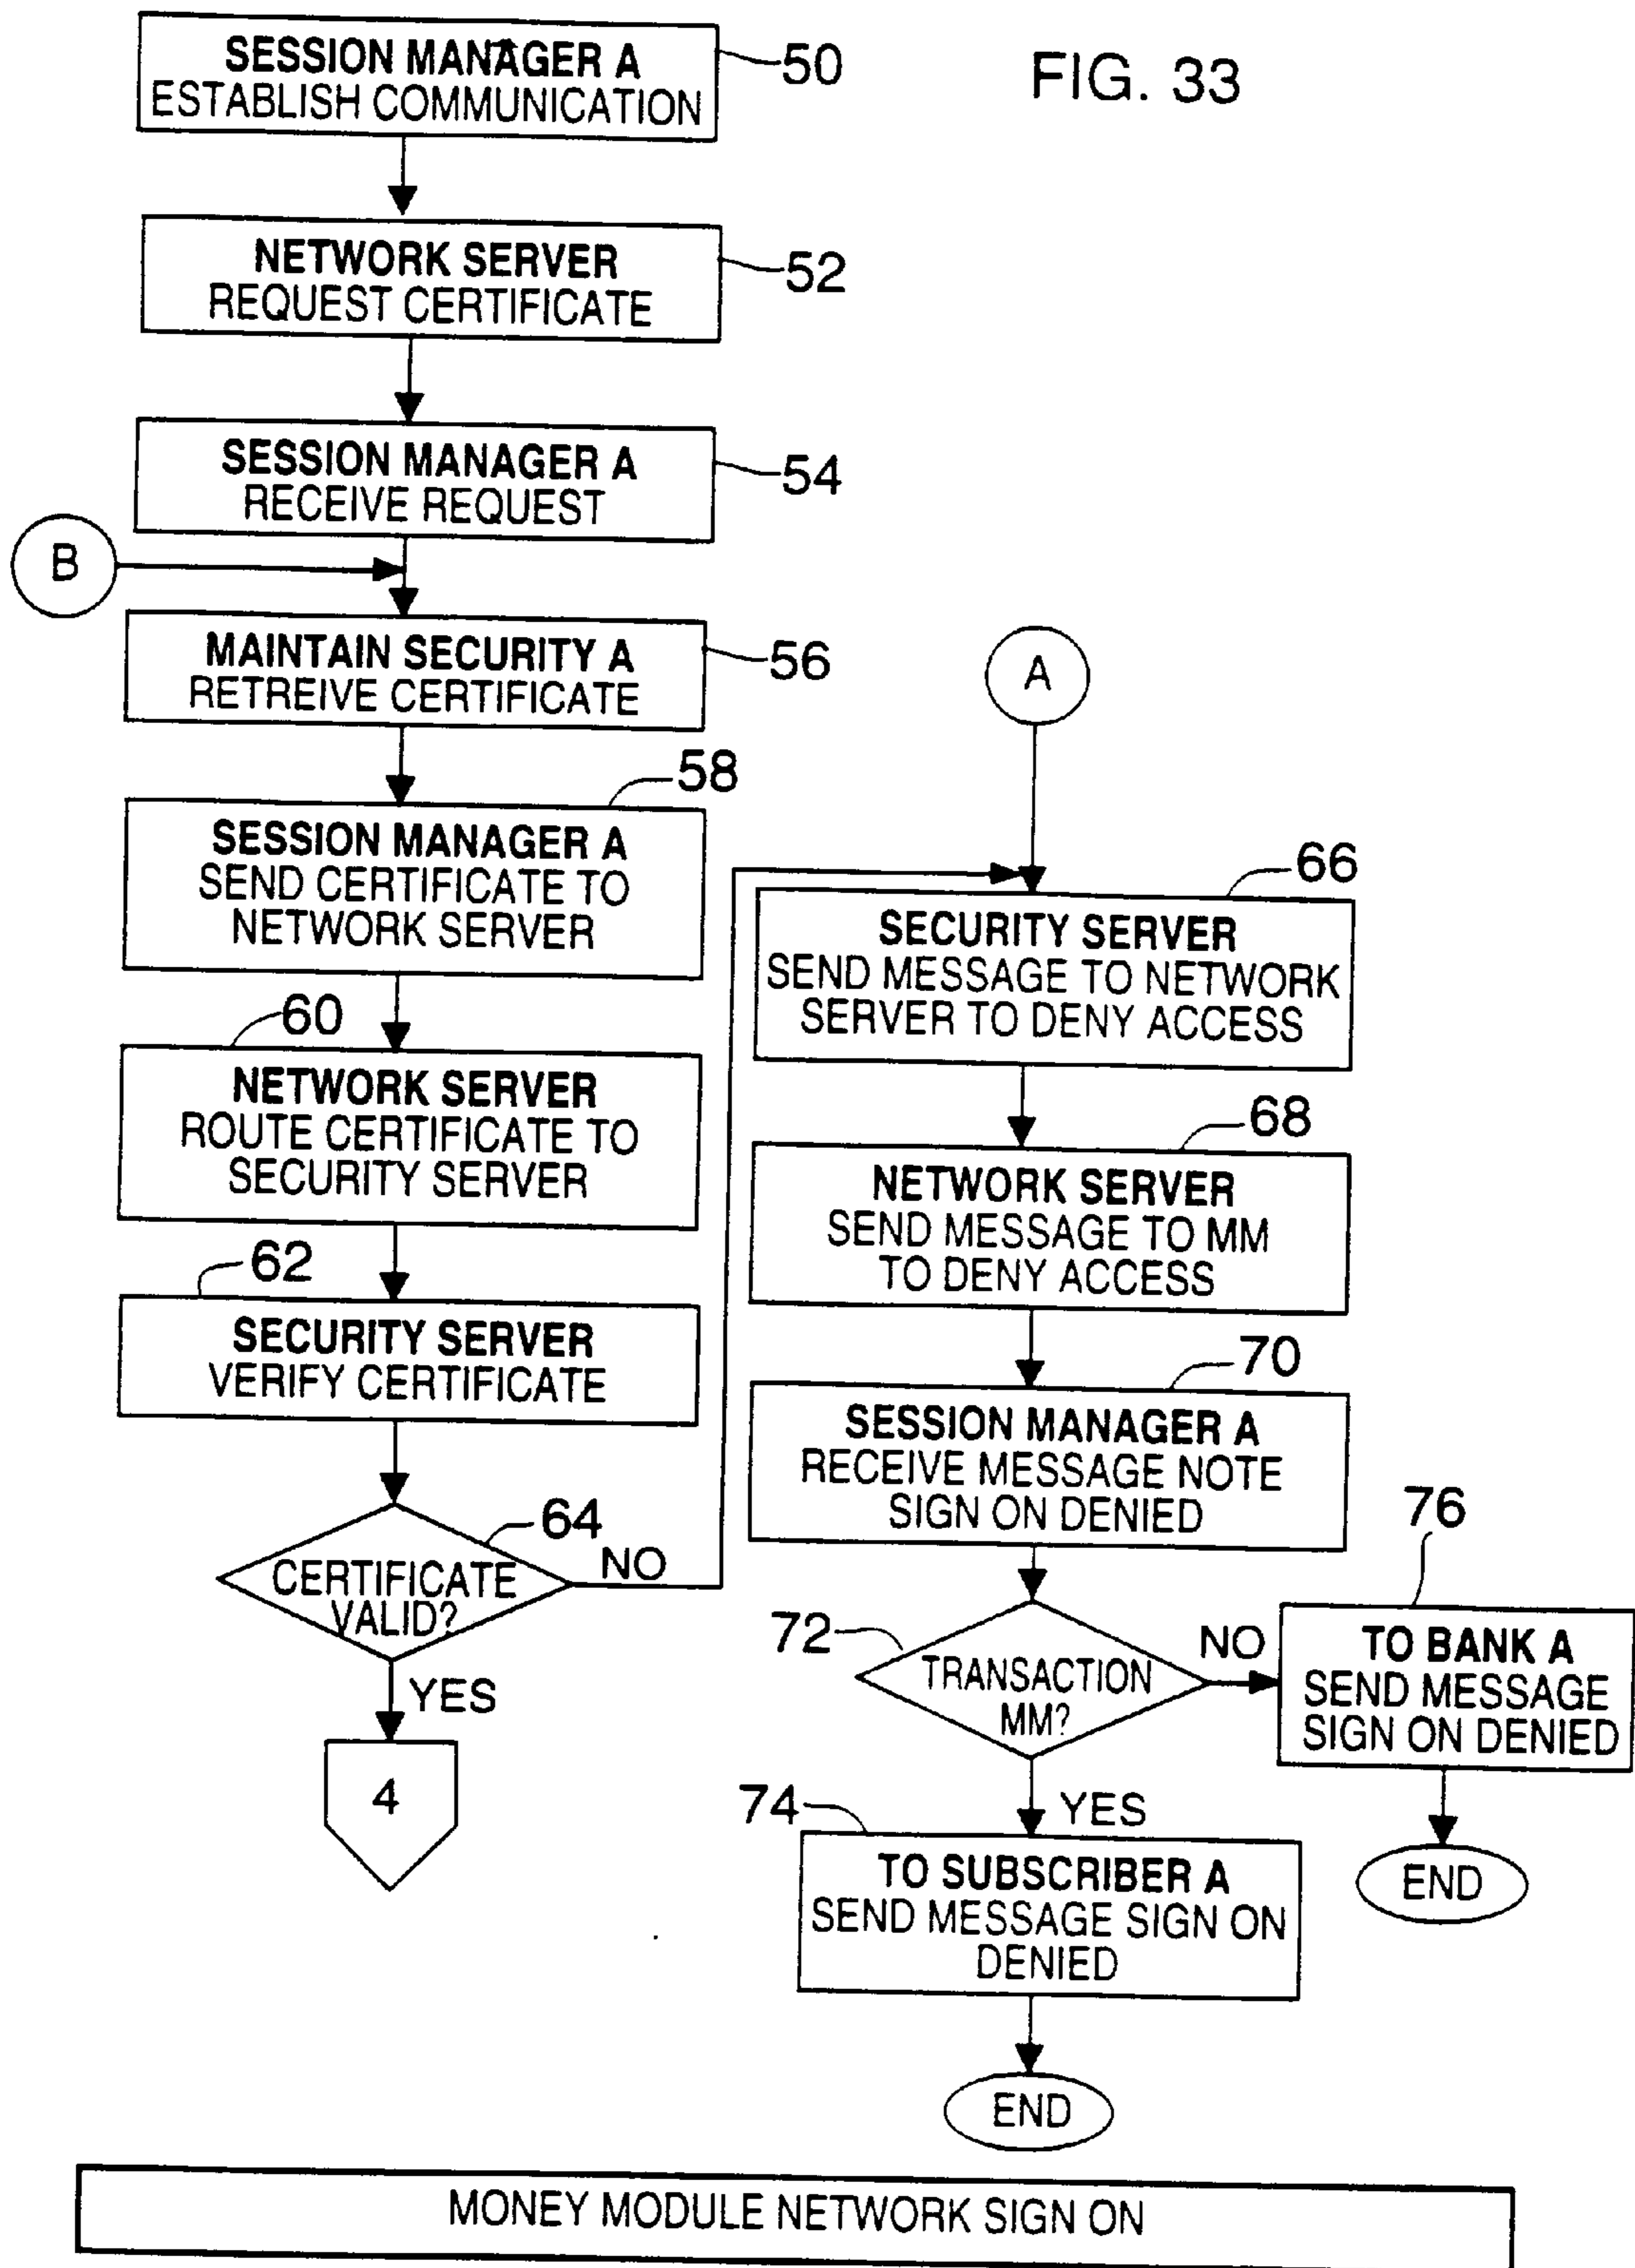 FIG. 33
SESSION MANAGER A
ESTABLISH COMMUNICATION
50
NETWORK SERVER
REQUEST CERTIFICATE
52
SESSION MANAGER A
RECEIVE REQUEST
54
B
MAINTAIN SECURITY A
RETREIVE CERTIFICATE
56
58
SESSION MANAGER A
SEND CERTIFICATE TO
NETWORK SERVER
60
NETWORK SERVER
ROUTE CERTIFICATE TO
SECURITY SERVER
62
SECURITY SERVER
VERIFY CERTIFICATE
64
CERTIFICATE
VALID?
NO
YES
4
A
66
SECURITY SERVER
SEND MESSAGE TO NETWORK
SERVER TO DENY ACCESS
68
NETWORK SERVER
SEND MESSAGE TO MM
TO DENY ACCESS
70
SESSION MANAGER A
RECEIVE MESSAGE NOTE
SIGN ON DENIED
72
TRANSACTION
MM?
NO
76
TO BANK A
SEND MESSAGE
SIGN ON DENIED
END
YES
74
TO SUBSCRIBER A
SEND MESSAGE SIGN ON
DENIED
END
MONEY MODULE NETWORK SIGN ON